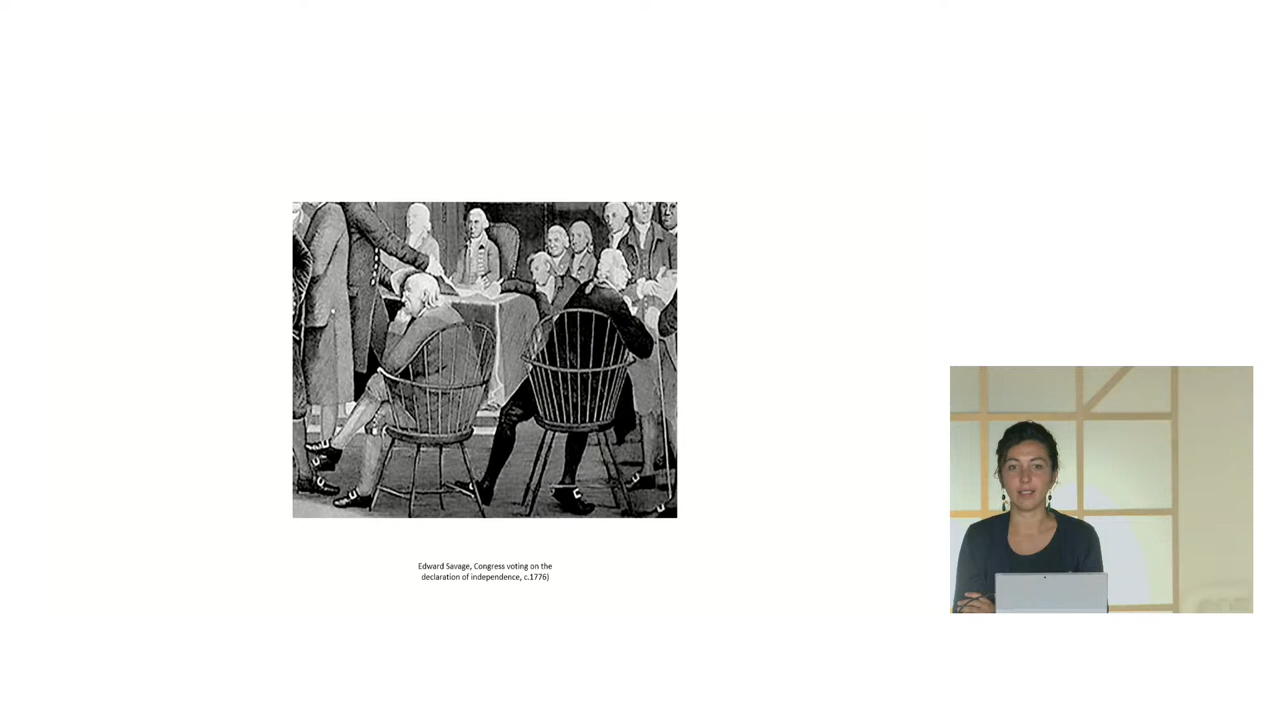 Edward Savage, Congress voting on the
declaration of independence, c.1776)